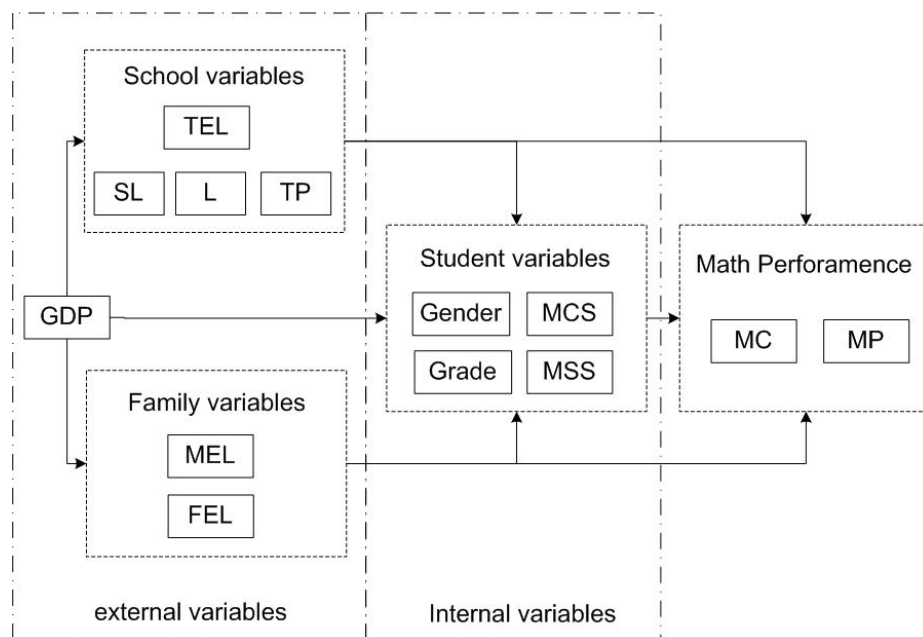 School variables
TEL
SL
L
TP
GDP
Family variables
MEL
FEL
external variables
Student variables
Gender
MCS
Grade
MSS
Internal variables
Math Perforamence
MC
MP